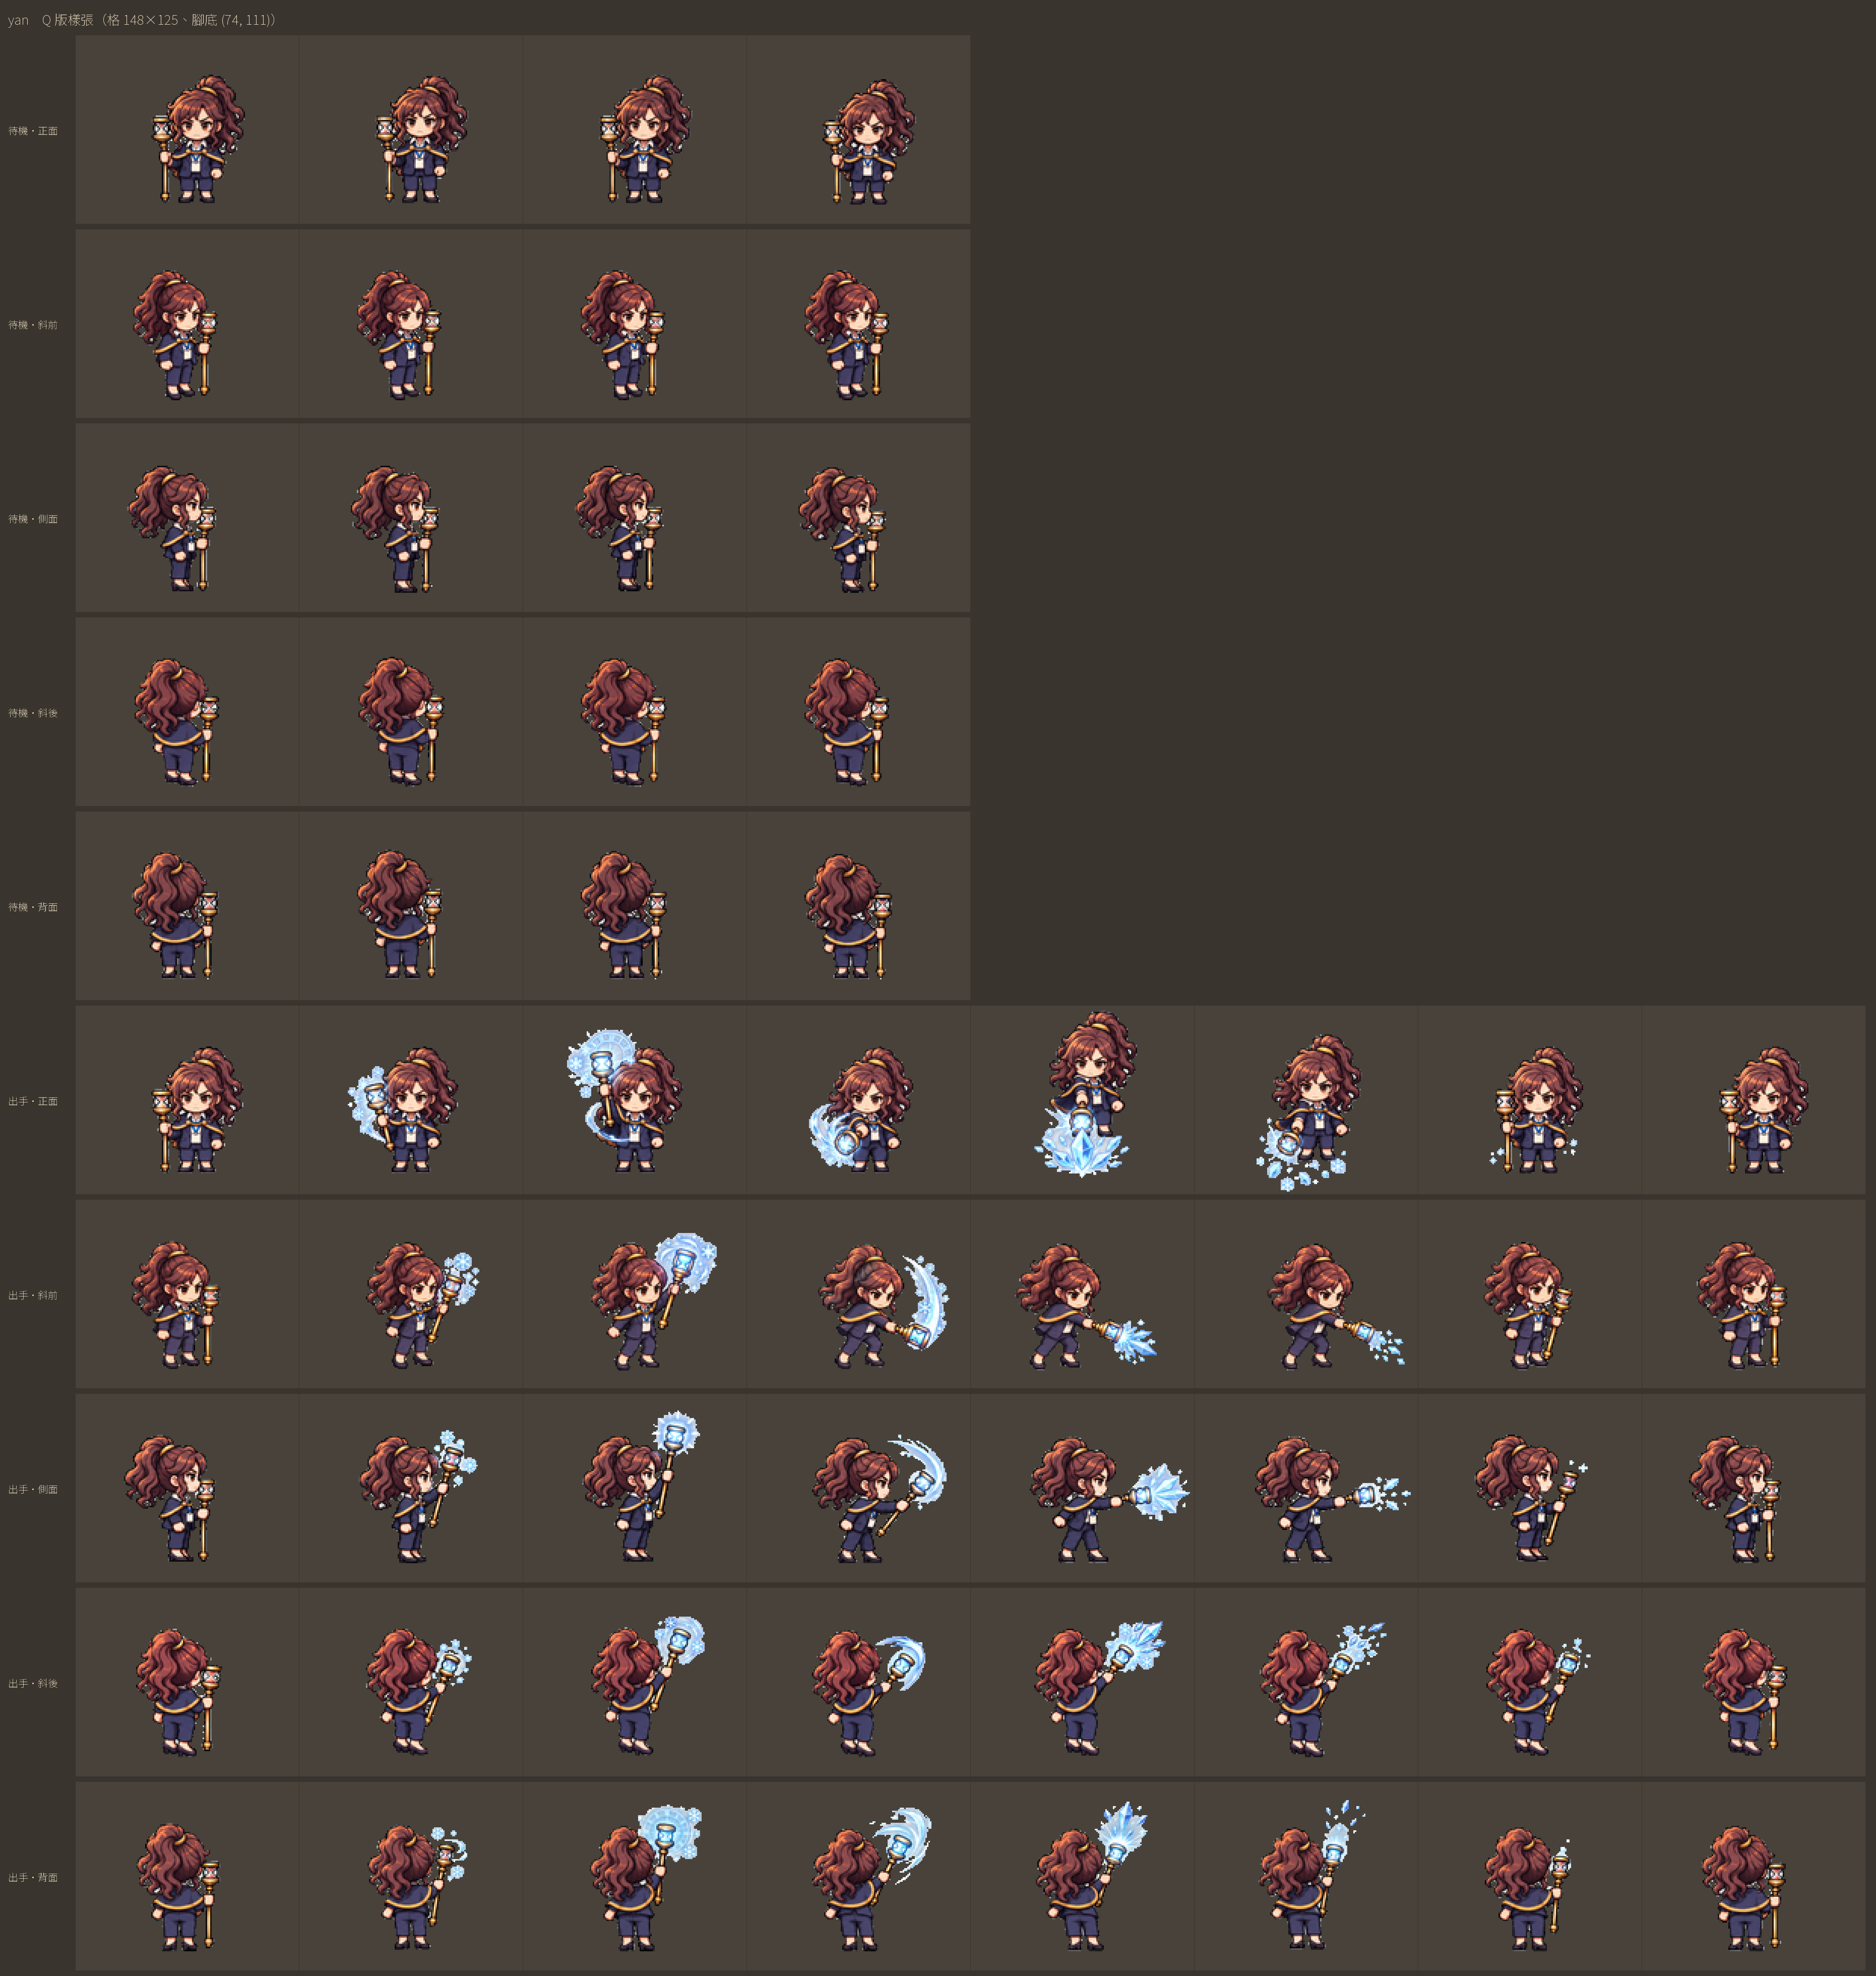 yan Q 版樣張（格 148×125、腳底 (74, 111)）
待機・正面
待機・斜前
待機・側面
待機・斜後
待機・背面
出手・正面
出手・斜前
出手・側面
出手・斜後
出手・背面